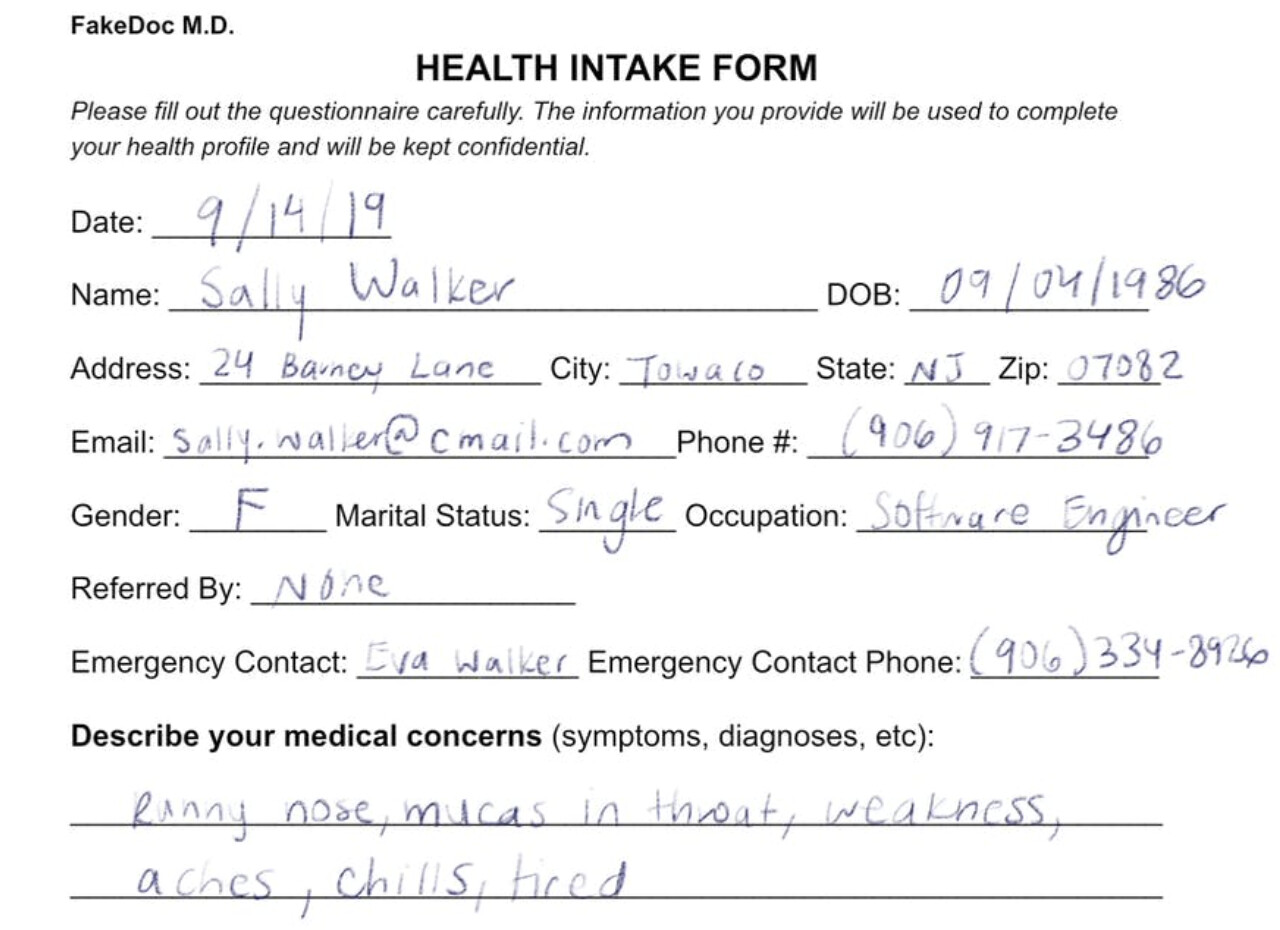 FakeDoc M.D.
HEALTH INTAKE FORM
Please fill out the questionnaire carefully. The information you provide will be used to complete
your health profile and will be kept confidential.
Date: 9/14/19
Name: Sally Walker DOB: 09/04/1986
Address: 24 Barney Lane City: Towaco State: NJ Zip: 07082
Email: Sally.walker@cmail.com Phone #: (906) 917-3486
Gender: F Marital Status: Single Occupation: Software Engineer
Referred By: None
Emergency Contact: Eva Walker Emergency Contact Phone: (906)334-8926
Describe your medical concerns (symptoms, diagnoses, etc):
Runny nose, mucas in throat, weakness,
aches, chills, tired